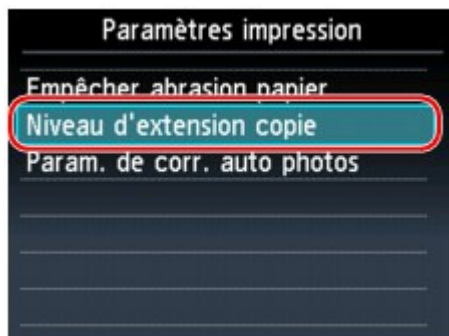 Paramètres impression
Empêcher abrasion papier
Niveau d'extension copie
Param. de corr. auto photos